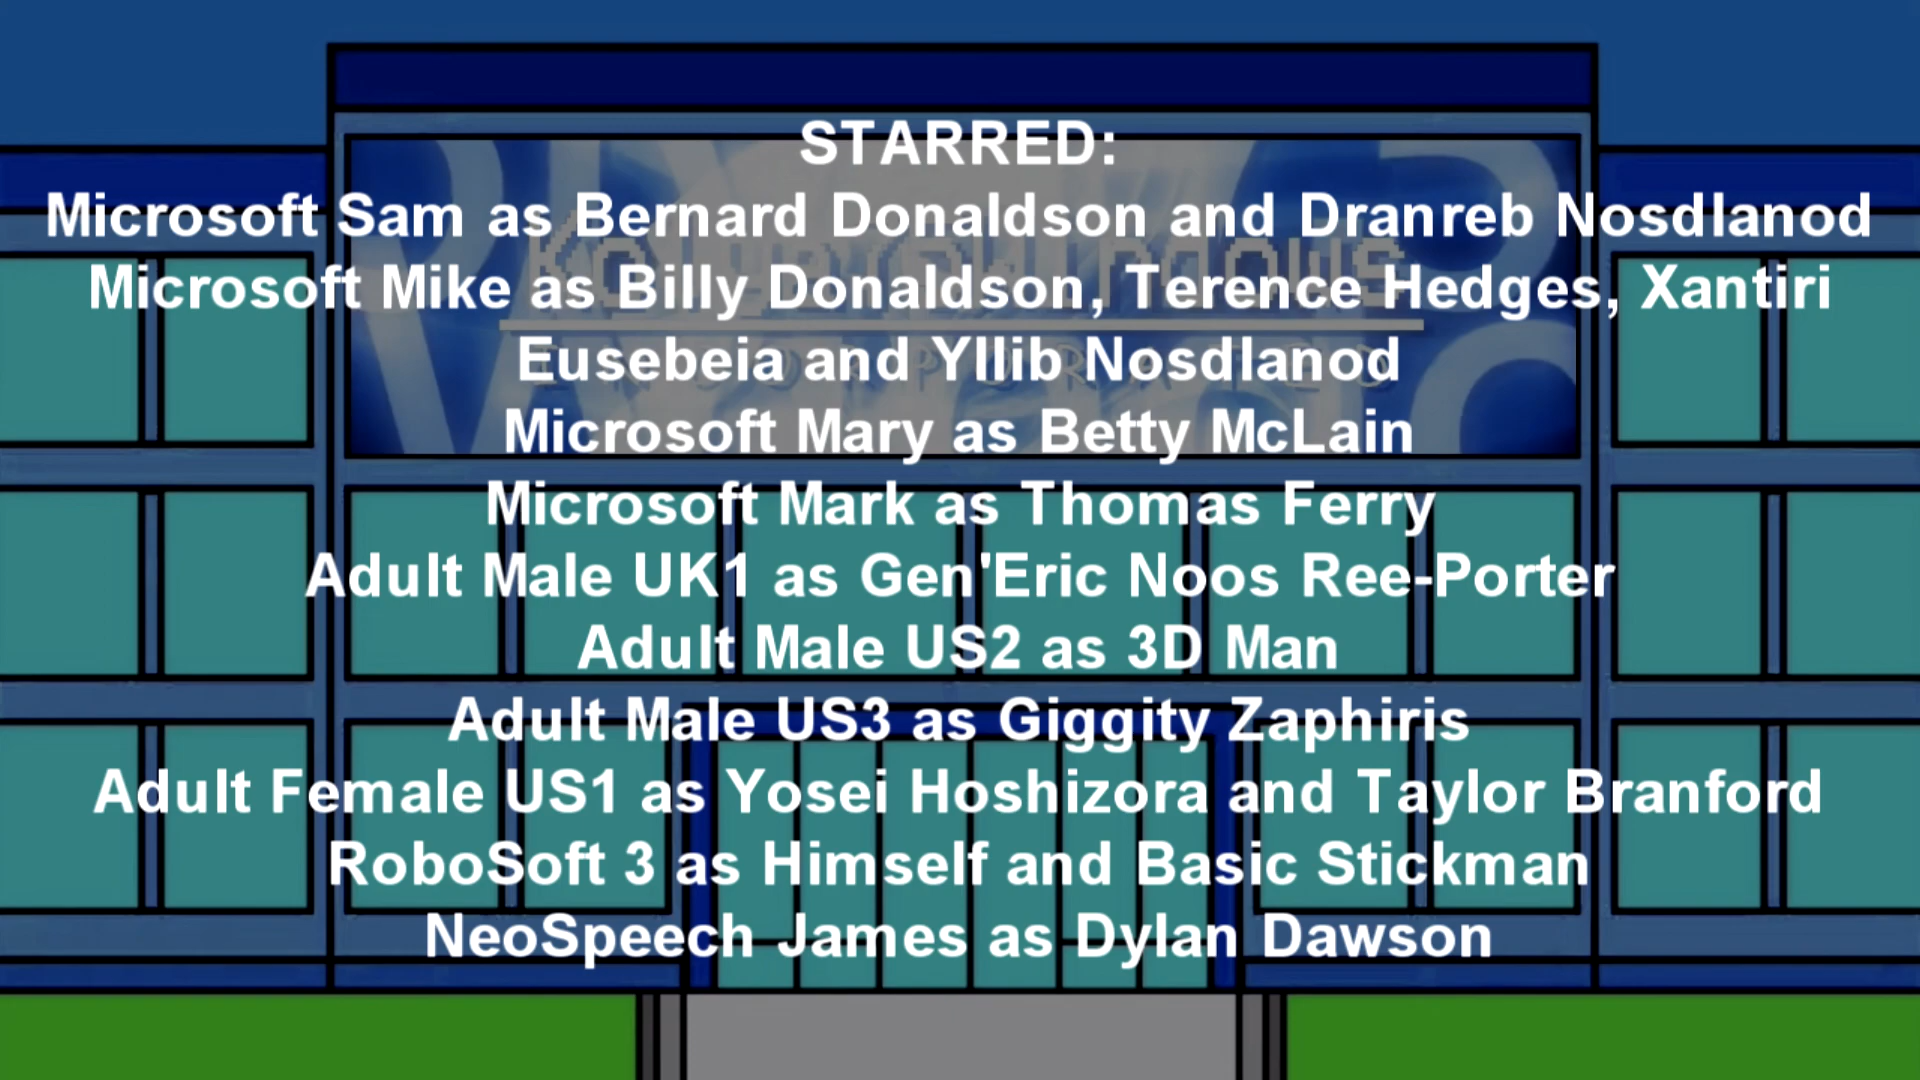 STARRED:
Microsoft Sam as Bernard Donaldson and Dranreb Nosdlanod
Microsoft Mike as Billy Donaldson, Terence Hedges, Xantiri
Eusebeia and Yllib Nosdlanod
Microsoft Mary as Betty McLain
Microsoft Mark as Thomas Ferry
Adult Male UK1 as Gen'Eric Noos Ree-Porter
Adult Male US2 as 3D Man
Adult Male US3 as Giggity Zaphiris
Adult Female US1 as Yosei Hoshizora and Taylor Branford
RoboSoft 3 as Himself and Basic Stickman
NeoSpeech James as Dylan Dawson